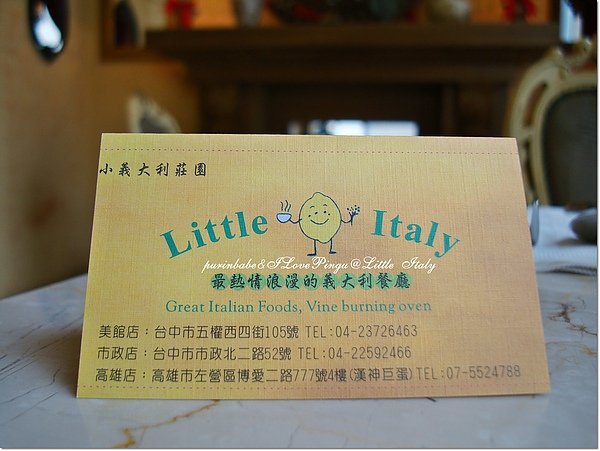 小義大利莊園
Little Italy
purinbabe&ILovePingu@Little Italy
最熱情浪漫的義大利餐廳
Great Italian Foods, Vine burning oven
美館店：台中市五權西四街105號 TEL:04-23726463
市政店：台中市市政北二路52號 TEL:04-22592466
高雄店：高雄市左營區博愛二路777號4樓(漢神巨蛋)TEL:07-5524788